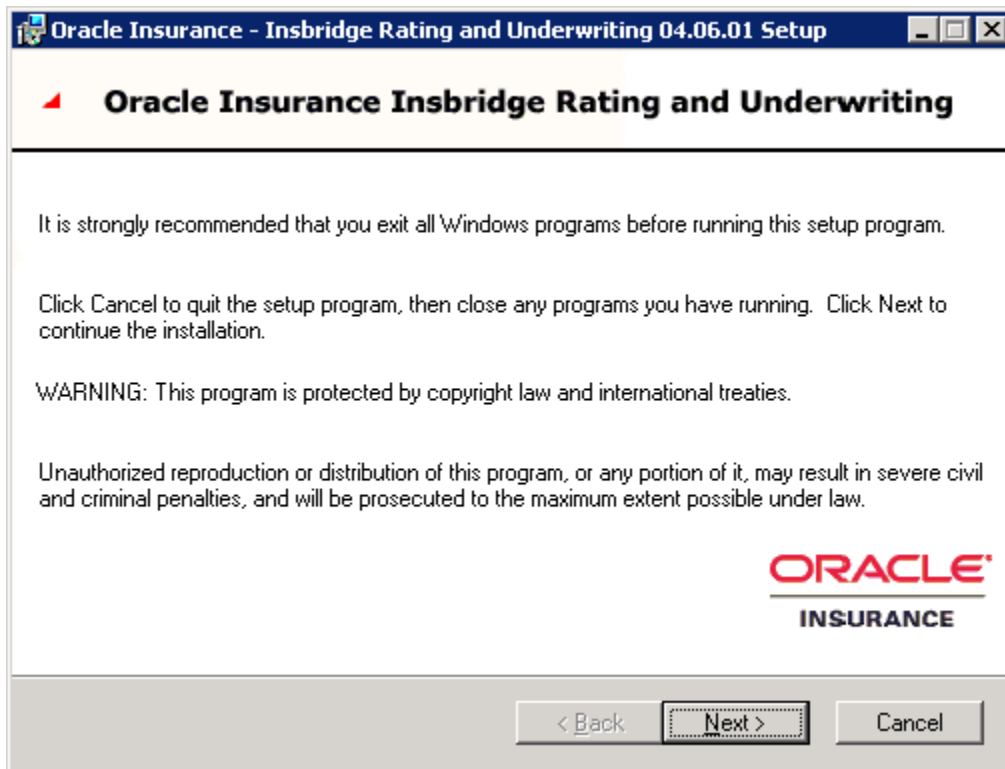 Oracle Insurance - Insbridge Rating and Underwriting 04.06.01 Setup
Oracle Insurance Insbridge Rating and Underwriting
It is strongly recommended that you exit all Windows programs before running this setup program.
Click Cancel to quit the setup program, then close any programs you have running.  Click Next to
continue the installation.
WARNING: This program is protected by copyright law and international treaties.
Unauthorized reproduction or distribution of this program, or any portion of it, may result in severe civil
and criminal penalties, and will be prosecuted to the maximum extent possible under law.
ORACLE
INSURANCE
< Back Next > Cancel